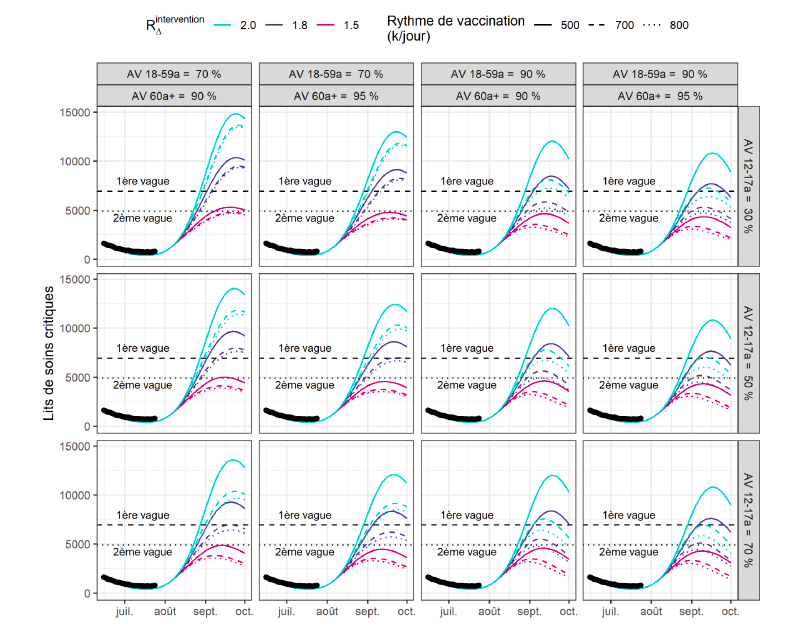 R_Δ^intervention 2.0 1.8 1.5 Rythme de vaccination (k/jour) 500 700 800
AV 18-59a = 70 % AV 18-59a = 70 % AV 18-59a = 90 % AV 18-59a = 90 %
AV 60a+ = 90 % AV 60a+ = 95 % AV 60a+ = 90 % AV 60a+ = 95 %
Lits de soins critiques
15000
10000
1ère vague 1ère vague 1ère vague 1ère vague
5000
2ème vague 2ème vague 2ème vague 2ème vague
0
AV 12-17a = 30 %
15000
10000
1ère vague 1ère vague 1ère vague 1ère vague
5000
2ème vague 2ème vague 2ème vague 2ème vague
0
AV 12-17a = 50 %
15000
10000
1ère vague 1ère vague 1ère vague 1ère vague
5000
2ème vague 2ème vague 2ème vague 2ème vague
0
AV 12-17a = 70 %
juil. août sept. oct. juil. août sept. oct. juil. août sept. oct. juil. août sept. oct.